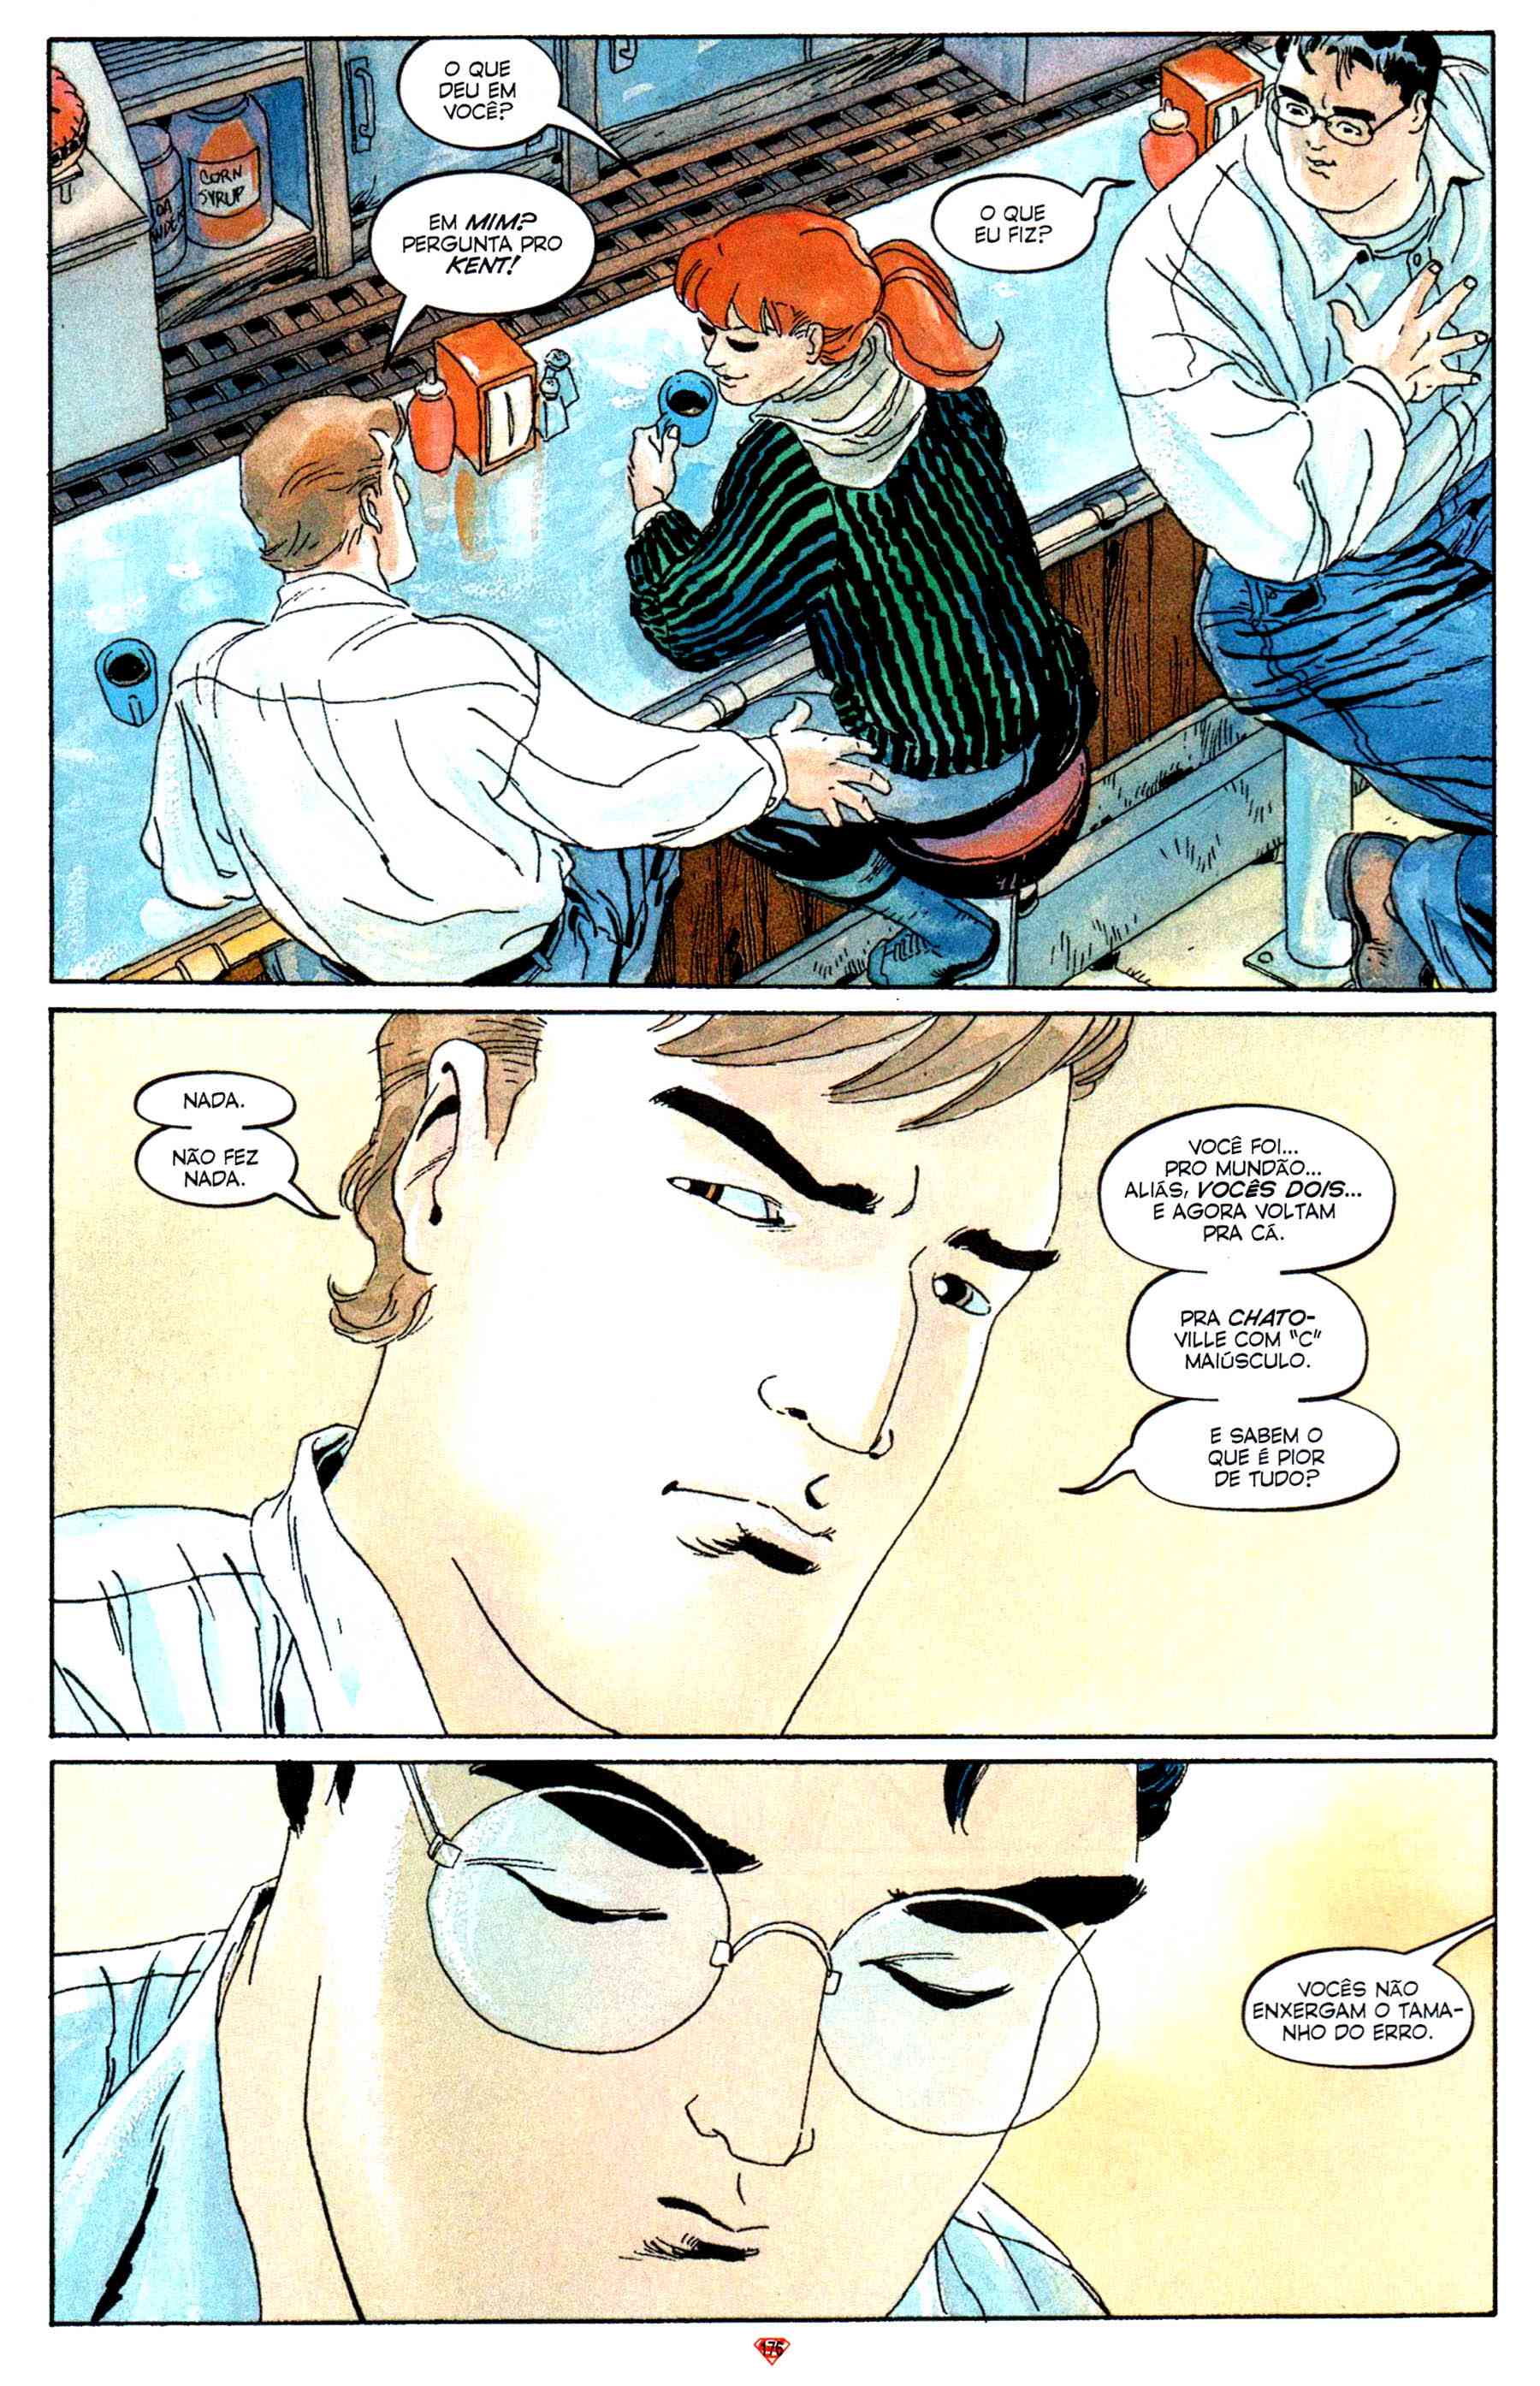 O QUE
DEU EM
VOCÊ?
EM MIM?
PERGUNTA PRO
KENT!
O QUE
EU FIZ?
CORN
SYRUP
NADA.
NÃO FEZ
NADA.
VOCÊ FOI...
PRO MUNDÃO...
ALIÁS, VOCÊS DOIS...
E AGORA VOLTAM
PRA CÁ.
PRA CHATO-
VILLE COM "C"
MAIÚSCULO.
E SABEM O
QUE É PIOR
DE TUDO?
VOCÊS NÃO
ENXERGAM O TAMA-
NHO DO ERRO.